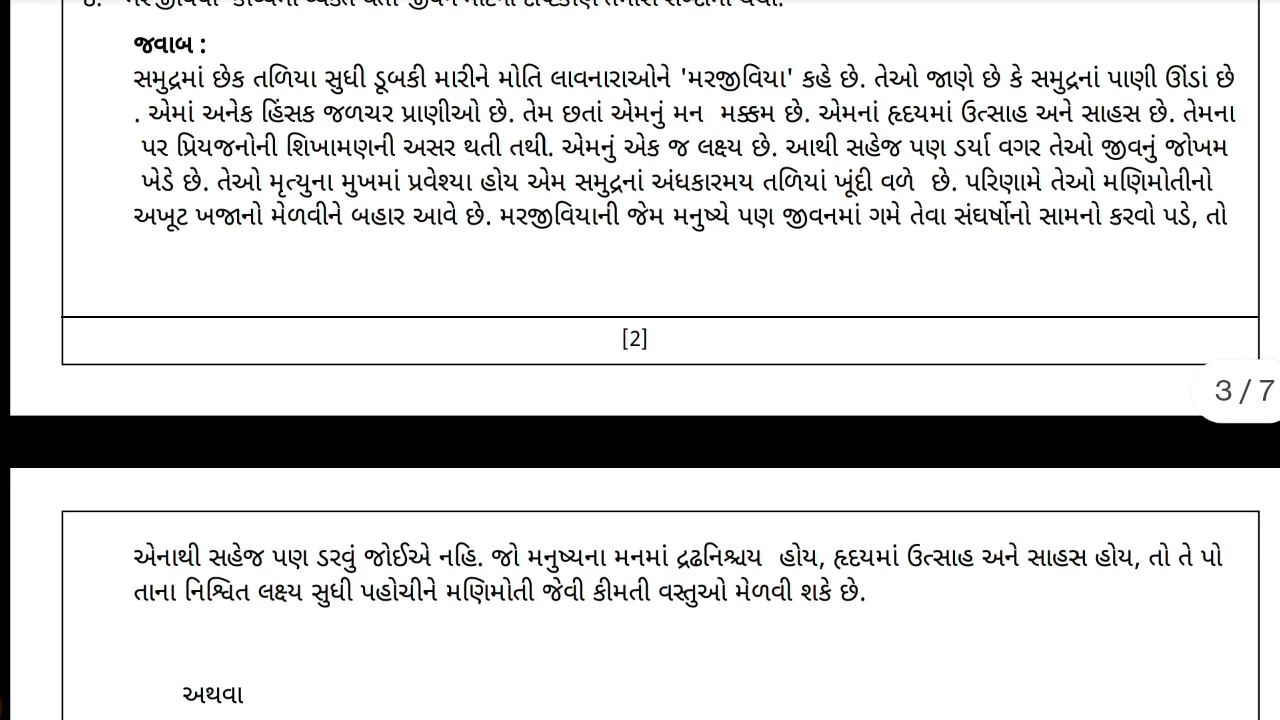 જવાબ :
સમુદ્રમાં છેક તળિયા સુધી ડૂબકી મારીને મોતિ લાવનારાઓને 'મરજીવિયા' કહે છે. તેઓ જાણે છે કે સમુદ્રનાં પાણી ઊંડાં છે
. એમાં અનેક હિંસક જળચર પ્રાણીઓ છે. તેમ છતાં એમનું મન મક્કમ છે. એમનાં હૃદયમાં ઉત્સાહ અને સાહસ છે. તેમના
પર પ્રિયજનોની શિખામણની અસર થતી તથી. એમનું એક જ લક્ષ્ય છે. આથી સહેજ પણ ડર્યા વગર તેઓ જીવનું જોખમ
ખેડે છે. તેઓ મૃત્યુના મુખમાં પ્રવેશ્યા હોય એમ સમુદ્રનાં અંધકારમય તળિયાં ખૂંદી વળે છે. પરિણામે તેઓ મણિમોતીનો
અખૂટ ખજાનો મેળવીને બહાર આવે છે. મરજીવિયાની જેમ મનુષ્યે પણ જીવનમાં ગમે તેવા સંઘર્ષોનો સામનો કરવો પડે, તો
[2]
3 / 7
એનાથી સહેજ પણ ડરવું જોઈએ નહિ. જો મનુષ્યના મનમાં દ્રઢનિશ્ચય હોય, હૃદયમાં ઉત્સાહ અને સાહસ હોય, તો તે પો
તાના નિશ્વિત લક્ષ્ય સુધી પહોચીને મણિમોતી જેવી કીમતી વસ્તુઓ મેળવી શકે છે.
અથવા